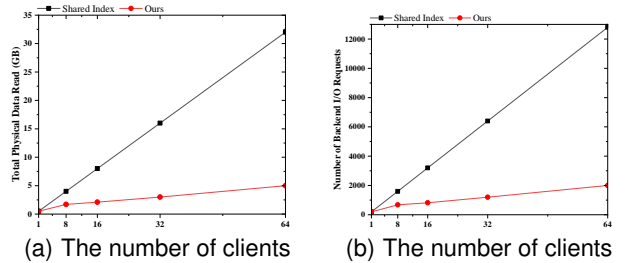 Shared Index Ours
35
30
25
20
15
10
5
0
Total Physical Data Read (GB)
1 8 16 32 64
(a) The number of clients
Shared Index Ours
12000
10000
8000
6000
4000
2000
0
Number of Backend I/O Requests
1 8 16 32 64
(b) The number of clients